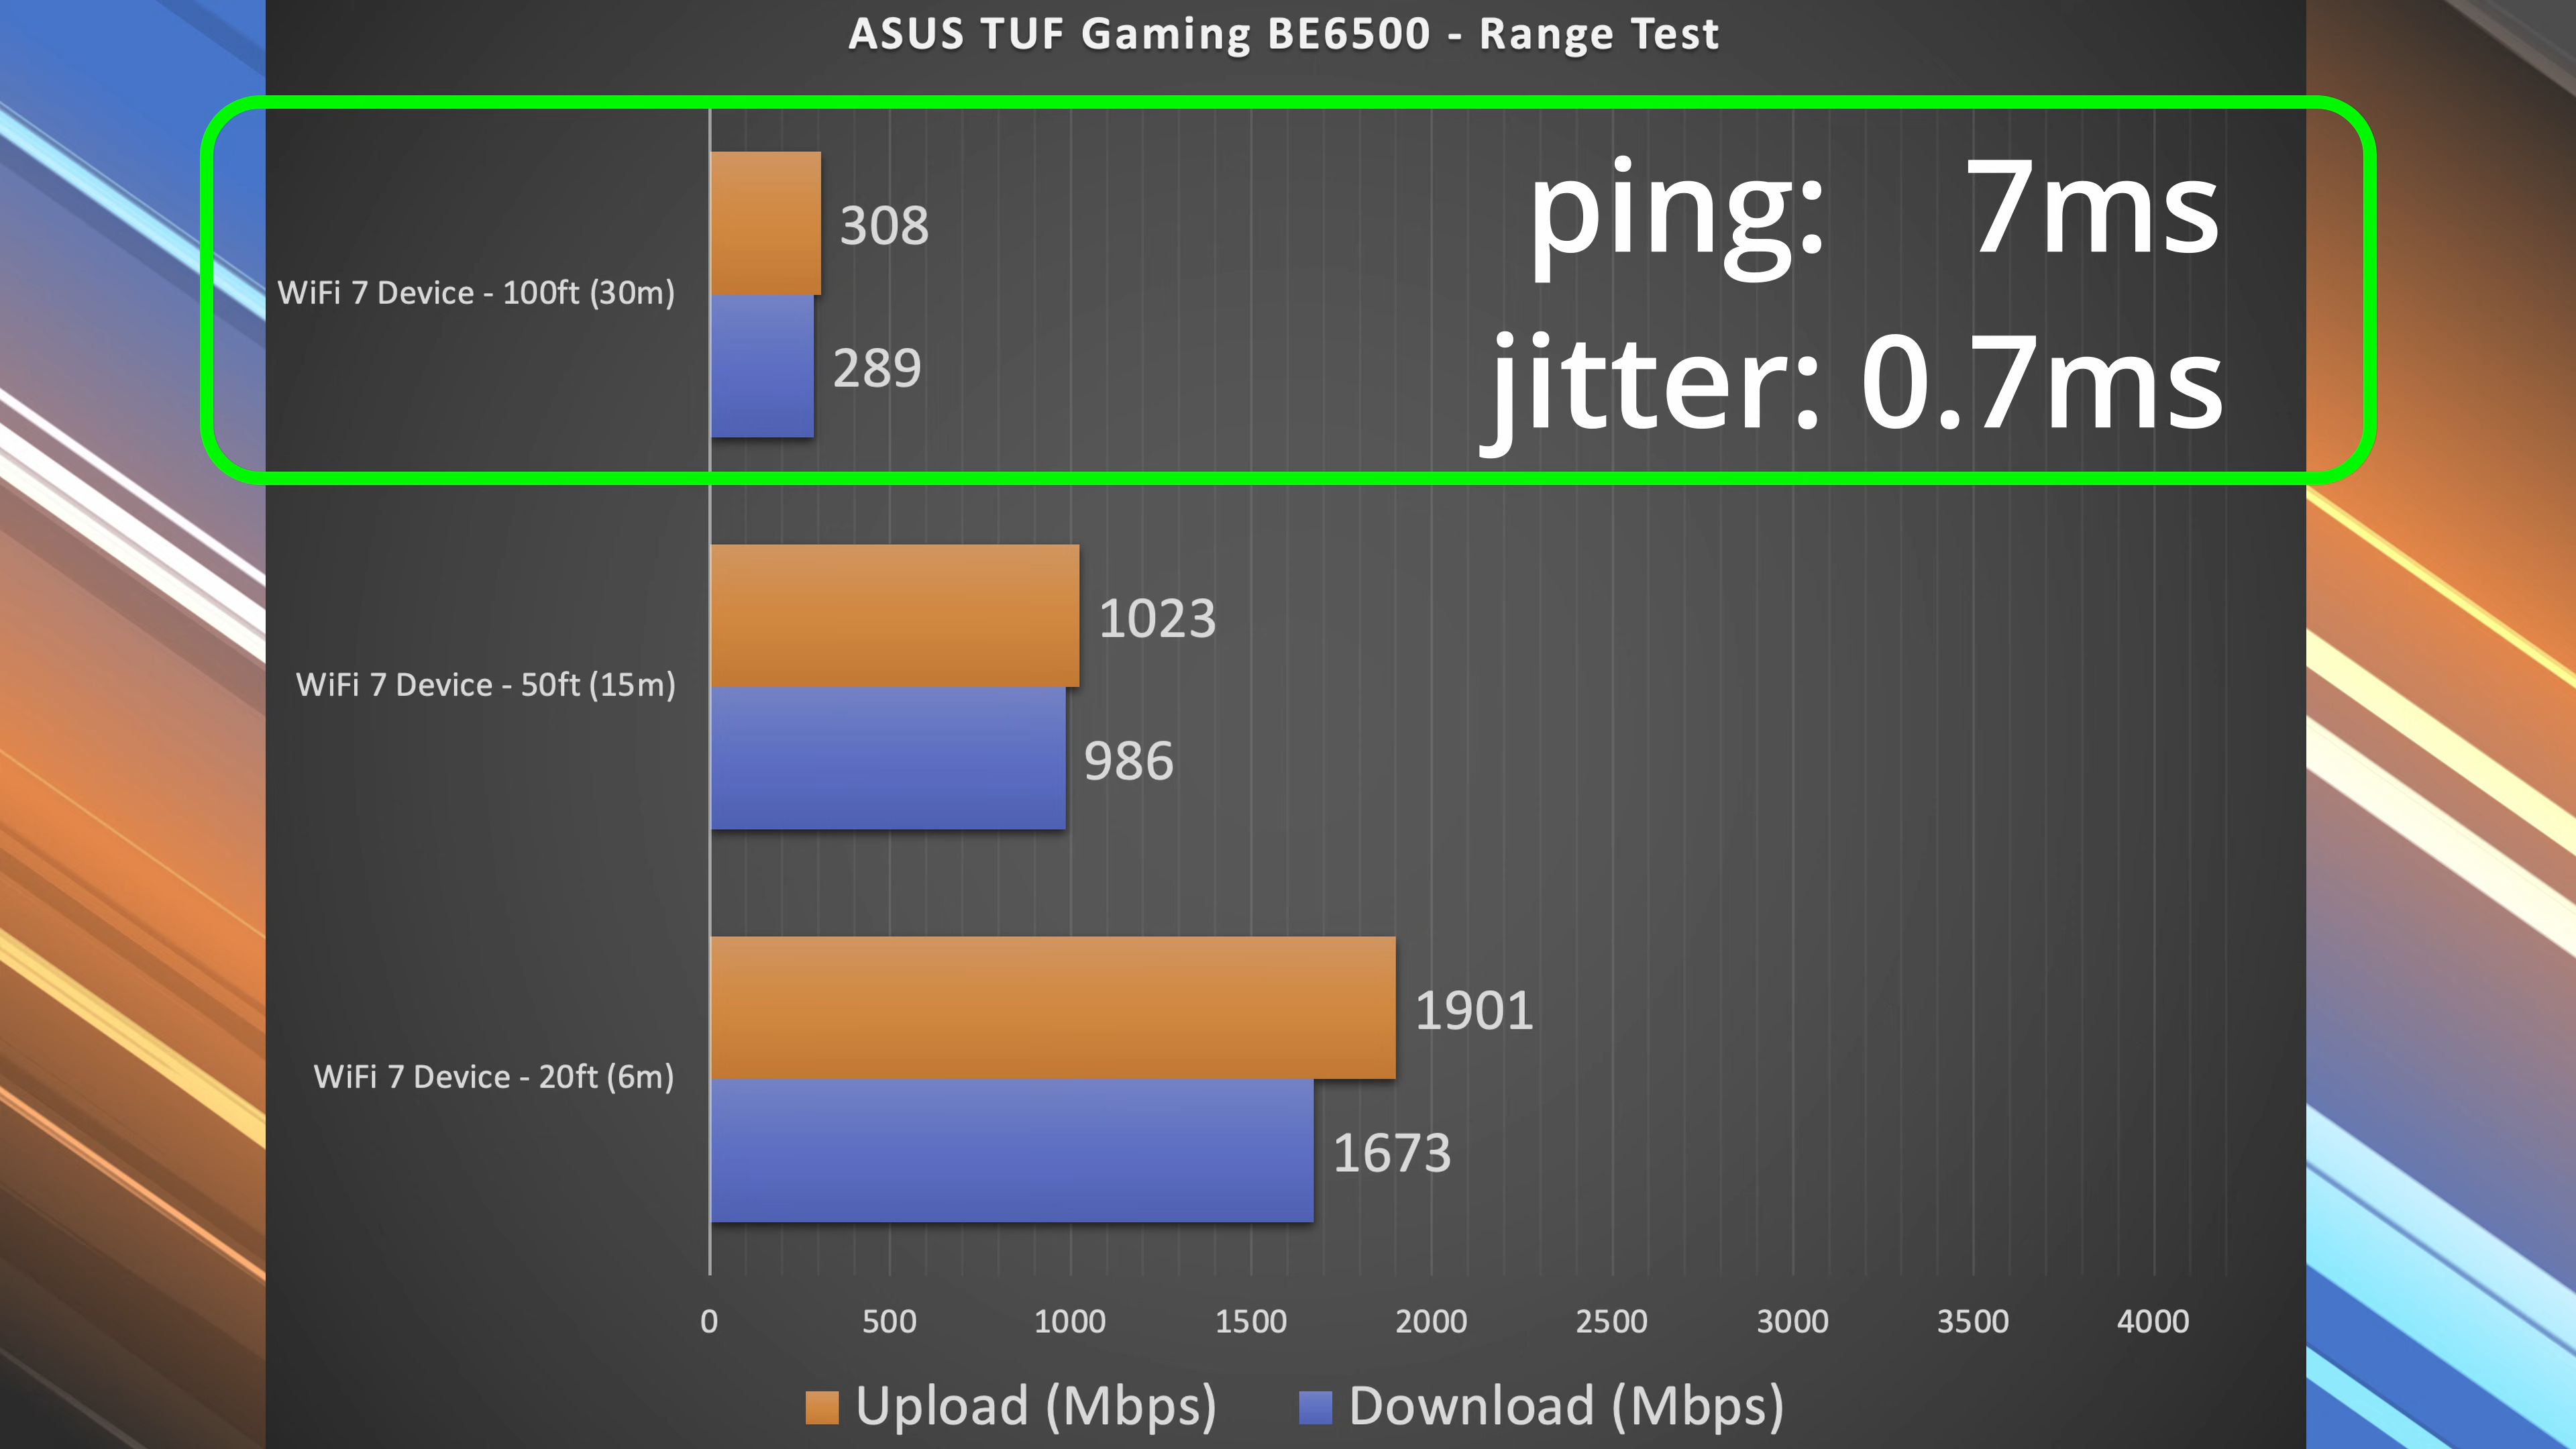 ASUS TUF Gaming BE6500 - Range Test
ping: 7ms
308
WiFi 7 Device - 100ft (30m)
jitter: 0.7ms
289
1023
WiFi 7 Device - 50ft (15m)
986
1901
WiFi 7 Device - 20ft (6m)
1673
0 500 1000 1500 2000 2500 3000 3500 4000
Upload (Mbps) Download (Mbps)